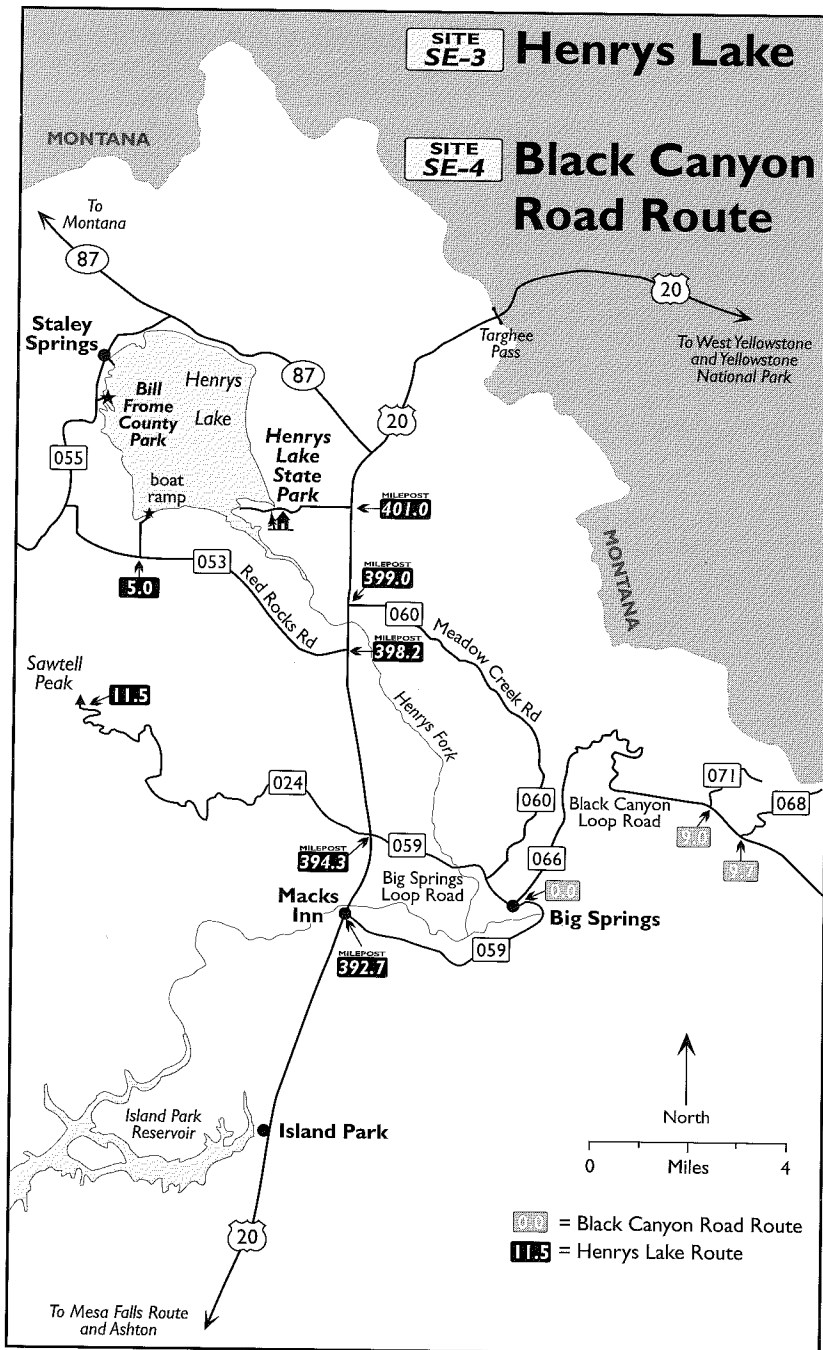 SITE
SE-3
Henrys Lake
SITE
SE-4
Black Canyon
Road Route
MONTANA
To
Montana
87
20
Targhee
Pass
To West Yellowstone
and Yellowstone
National Park
Staley
Springs
Bill
Frome
County
Park
Henrys
Lake
87
20
Henrys
Lake
State
Park
055
boat
ramp
MILEPOST
401.0
MONTANA
5.0
053
Red Rocks Rd
MILEPOST
399.0
060
Meadow Creek Rd
MILEPOST
398.2
Sawtell
Peak
11.5
Henrys Fork
024
MILEPOST
394.3
059
Big Springs
Loop Road
060
066
Black Canyon
Loop Road
071
068
9.0
9.7
0.0
Big Springs
Macks
Inn
MILEPOST
392.7
059
Island Park
Reservoir
Island Park
North
0 4
Miles
20
0.0 = Black Canyon Road Route
11.5 = Henrys Lake Route
To Mesa Falls Route
and Ashton